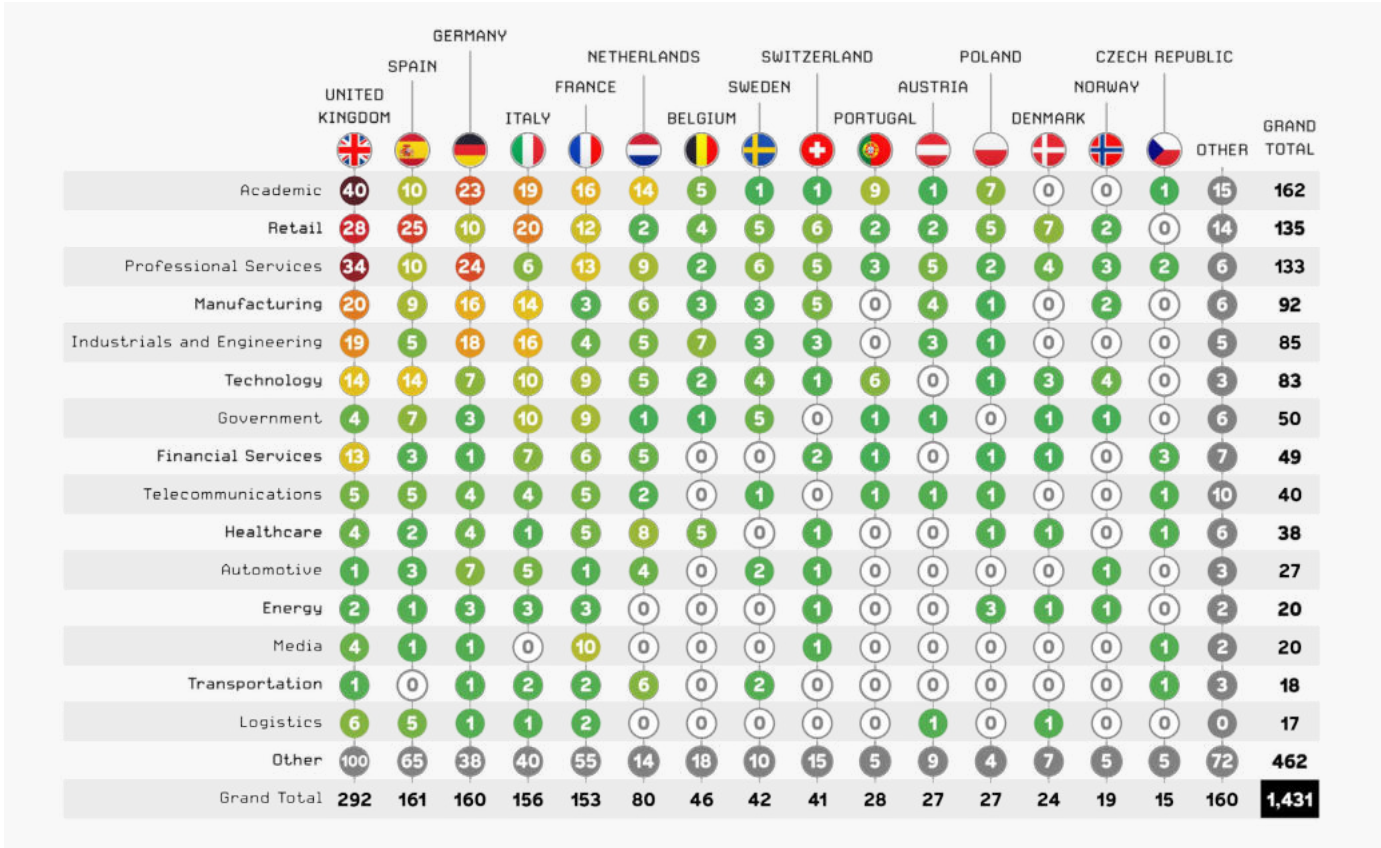 GERMANY
NETHERLANDS SWITZERLAND POLAND CZECH REPUBLIC
SPAIN
FRANCE SWEDEN AUSTRIA NORWAY
UNITED
KINGDOM ITALY BELGIUM PORTUGAL DENMARK
GRAND
TOTAL
OTHER
Academic 40 10 23 19 16 14 5 1 1 9 1 7 0 0 1 15 162
Retail 28 25 10 20 12 2 4 5 6 2 2 5 7 2 0 14 135
Professional Services 34 10 24 6 13 9 2 6 5 3 5 2 4 3 2 6 133
Manufacturing 20 9 16 14 3 6 3 3 5 0 4 1 0 2 0 6 92
Industrials and Engineering 19 5 18 16 4 5 7 3 3 0 3 1 0 0 0 5 85
Technology 14 14 7 10 9 5 2 4 1 6 0 1 3 4 0 3 83
Government 4 7 3 10 9 1 1 5 0 1 1 0 1 1 0 6 50
Financial Services 13 3 1 7 6 5 0 0 2 1 0 1 1 0 3 7 49
Telecommunications 5 5 4 4 5 2 0 1 0 1 1 1 0 0 1 10 40
Healthcare 4 2 4 1 5 8 5 0 1 0 0 1 1 0 1 6 38
Automotive 1 3 7 5 1 4 0 2 1 0 0 0 0 1 0 3 27
Energy 2 1 3 3 3 0 0 0 1 0 0 3 1 1 0 2 20
Media 4 1 1 0 10 0 0 0 1 0 0 0 0 0 1 2 20
Transportation 1 0 1 2 2 6 0 2 0 0 0 0 0 0 1 3 18
Logistics 6 5 1 1 2 0 0 0 0 0 1 0 1 0 0 0 17
Other 100 65 38 40 55 14 18 10 15 5 9 4 7 5 5 72 462
Grand Total 292 161 160 156 153 80 46 42 41 28 27 27 24 19 15 160 1,431